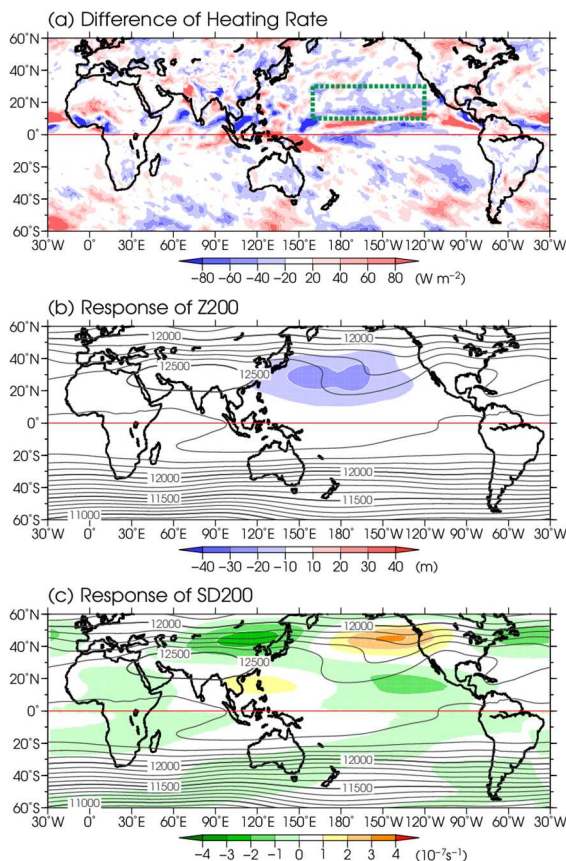 (a) Difference of Heating Rate
60°N
40°N
20°N
0°
20°S
40°S
60°S
30°W 0° 30°E 60°E 90°E 120°E 150°E 180° 150°W 120°W 90°W 60°W 30°W
−80 −60 −40 −20 20 40 60 80 (W m⁻²)
(b) Response of Z200
60°N
12000 12000
40°N
12500 12500
20°N
0°
20°S
12000 12000
40°S
11500 11500
11000
60°S
30°W 0° 30°E 60°E 90°E 120°E 150°E 180° 150°W 120°W 90°W 60°W 30°W
−40 −30 −20 −10 10 20 30 40 (m)
(c) Response of SD200
60°N
12000 12000
40°N
12500 12500
20°N
0°
20°S
12000 12000
40°S
11500 11500
11000
60°S
30°W 0° 30°E 60°E 90°E 120°E 150°E 180° 150°W 120°W 90°W 60°W 30°W
−4 −3 −2 −1 0 1 2 3 4 (10⁻⁷s⁻¹)